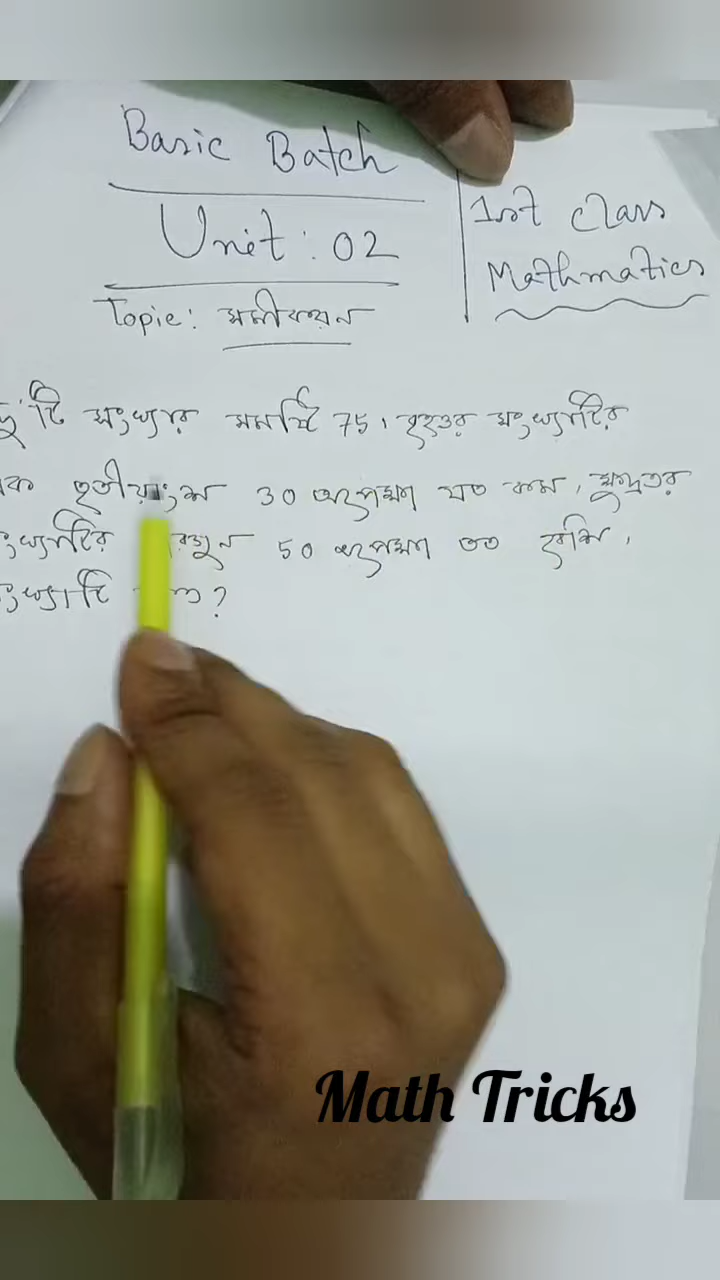 Basic Batch
Unit: 02
Topic: সমীকরণ
1st class
Mathmatics
দুটি সংখ্যার সমষ্টি 75। বৃহত্তর সংখ্যাটির
এক তৃতীয়াংশ 30 অপেক্ষা যত কম, ক্ষুদ্রতর
সংখ্যাটির 50 অপেক্ষা তত বেশি,
সংখ্যাটি ?
Math Tricks